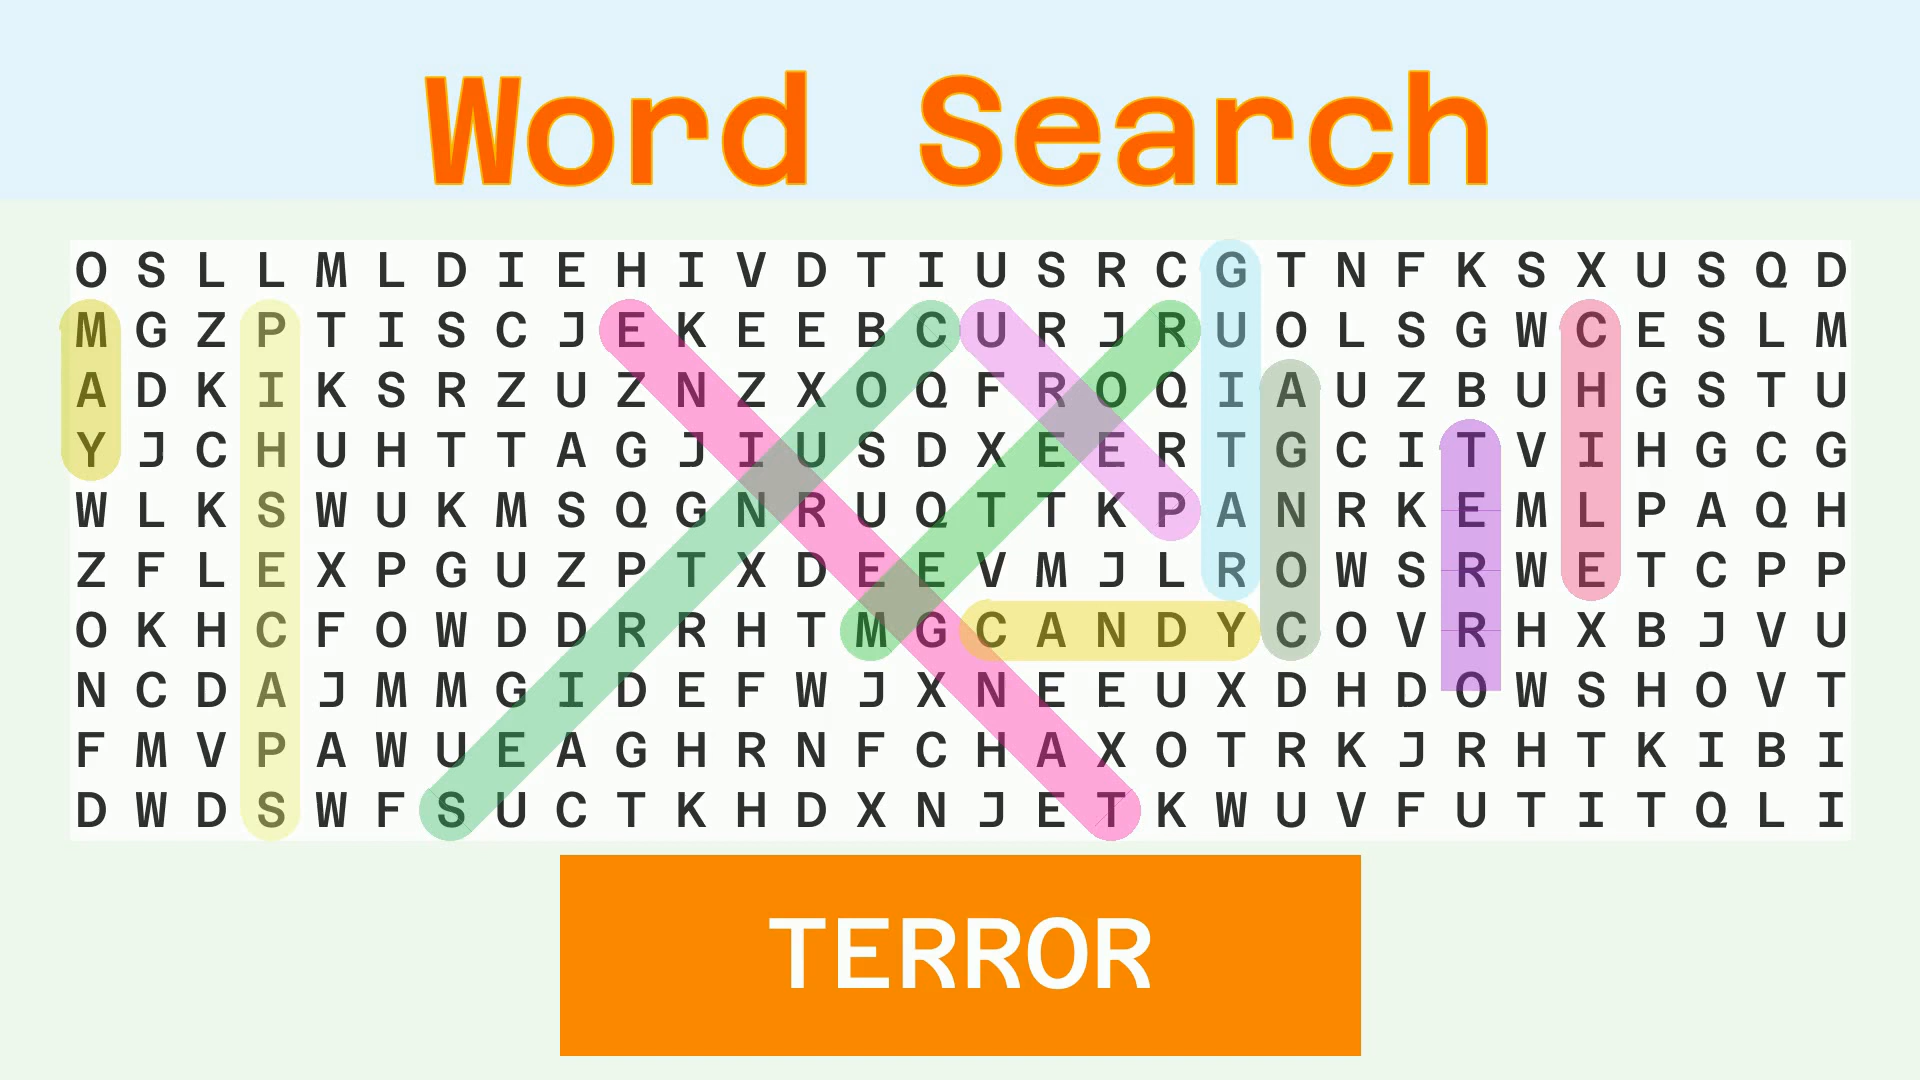 Word Search
O S L L M L D I E H I V D T I U S R C G T N F K S X U S Q D
M G Z P T I S C J E K E E B C U R J R U O L S G W C E S L M
A D K I K S R Z U Z N Z X O Q F R O Q I A U Z B U H G S T U
Y J C H U H T T A G J I U S D X E E R T G C I T V I H G C G
W L K S W U K M S Q G N R U Q T T K P A N R K E M L P A Q H
Z F L E X P G U Z P T X D E E V M J L R O W S R W E T C P P
O K H C F O W D D R R H T M G C A N D Y C O V R H X B J V U
N C D A J M M G I D E F W J X N E E U X D H D O W S H O V T
F M V P A W U E A G H R N F C H A X O T R K J R H T K I B I
D W D S W F S U C T K H D X N J E T K W U V F U T I T Q L I
TERROR